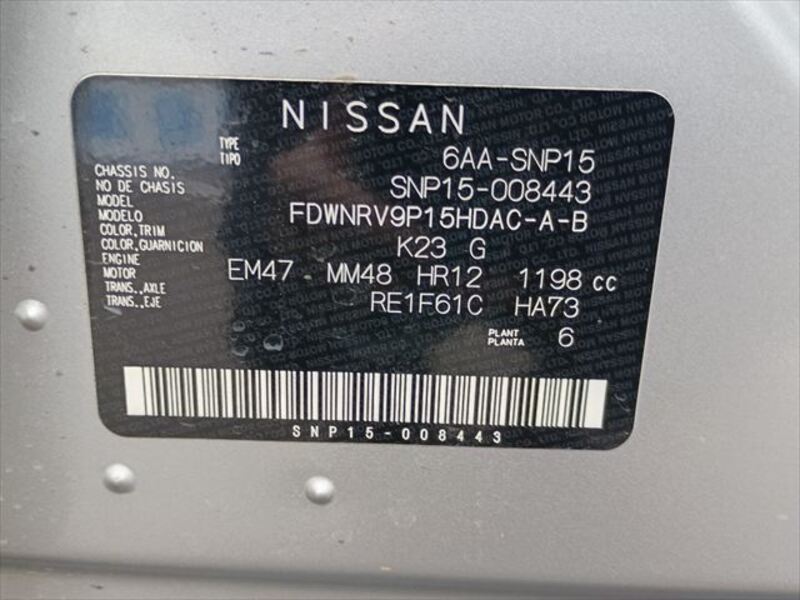 NISSAN
TYPE
TIPO
6AA-SNP15
CHASSIS NO.
NO DE CHASIS
SNP15-008443
MODEL
MODELO
FDWNRV9P15HDAC-A-B
COLOR,TRIM
COLOR,GUARNICION
K23 G
ENGINE
MOTOR
EM47 MM48 HR12 1198 cc
TRANS.,AXLE
TRANS.,EJE
RE1F61C HA73
PLANT
PLANTA
6
SNP15-008443